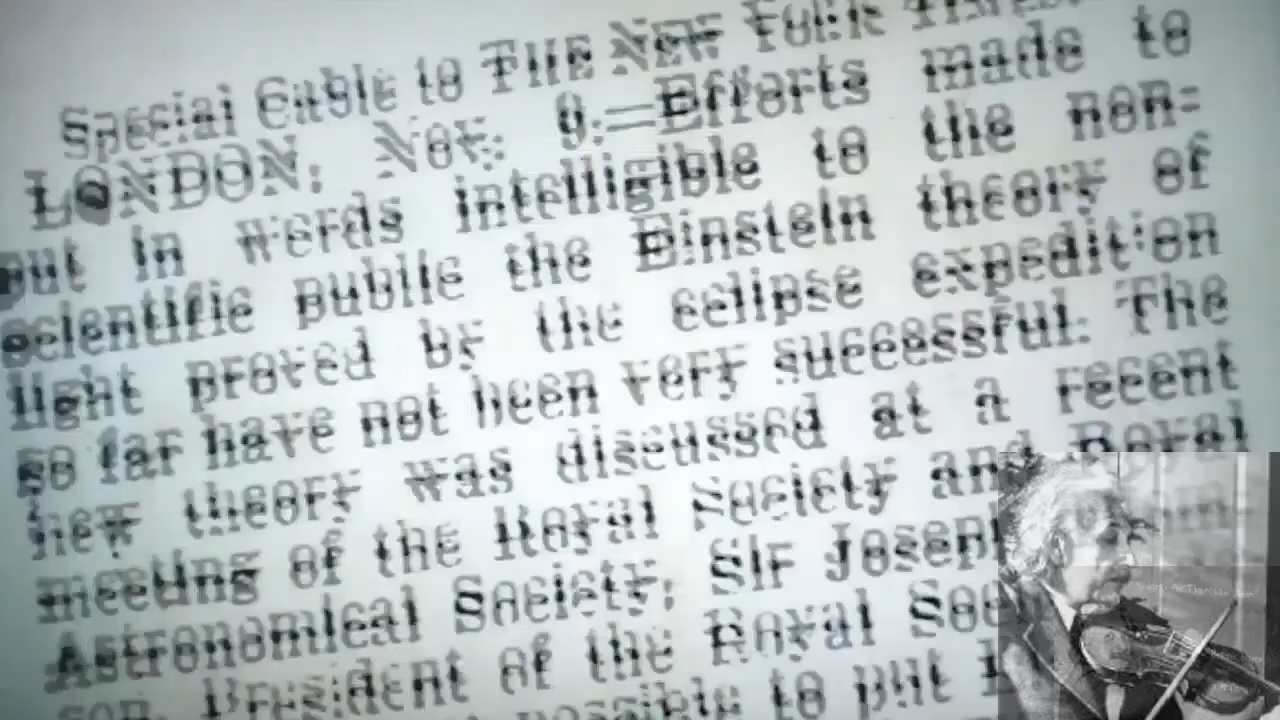 Special Cable to THE NEW YORK TIMES.
LONDON, Nov. 9.—Efforts made to
put in words intelligible to the non-
scientific public the Einstein theory of
light proved by the eclipse expedition
so far have not been very successful. The
new theory was discussed at a recent
meeting of the Royal Society and Royal
Astronomical Society. Sir Joseph
son, President of the Royal Soc
possible to put